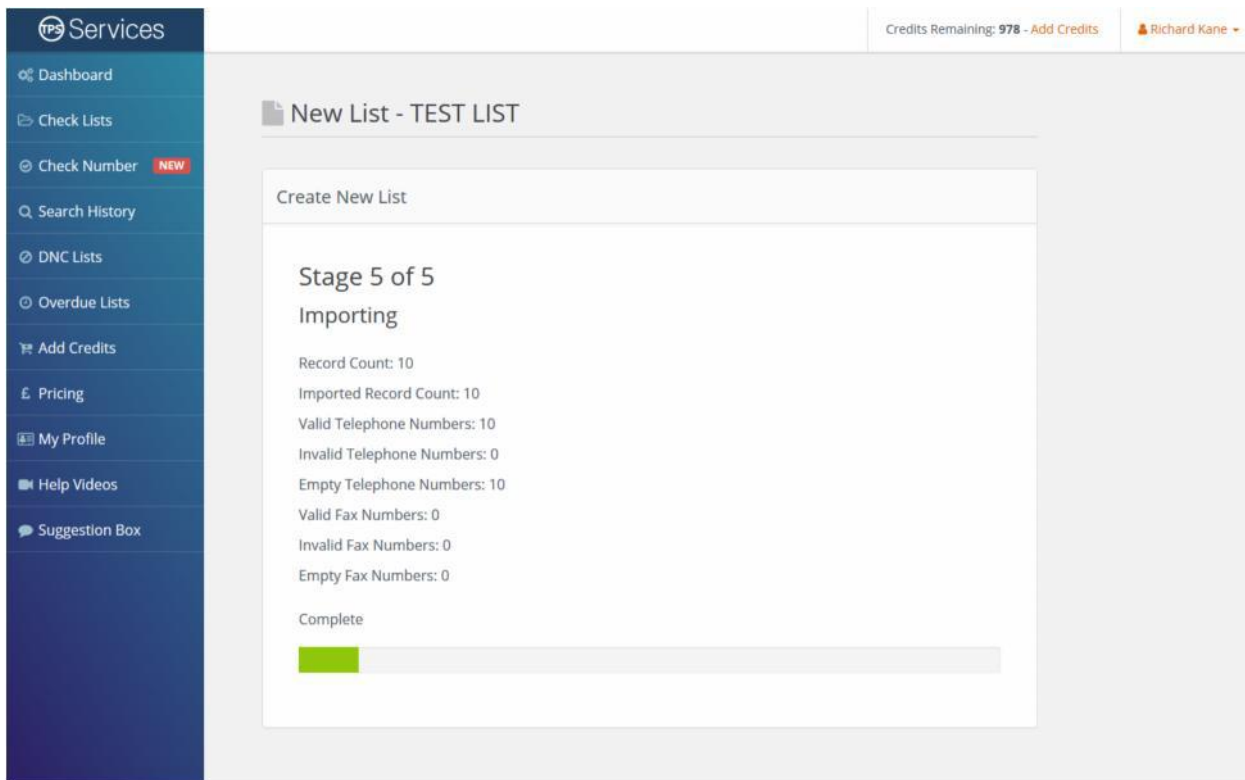 TPS Services
Credits Remaining: 978 - Add Credits
Richard Kane
Dashboard
Check Lists
Check Number NEW
Search History
DNC Lists
Overdue Lists
Add Credits
£ Pricing
My Profile
Help Videos
Suggestion Box
New List - TEST LIST
Create New List
Stage 5 of 5
Importing
Record Count: 10
Imported Record Count: 10
Valid Telephone Numbers: 10
Invalid Telephone Numbers: 0
Empty Telephone Numbers: 10
Valid Fax Numbers: 0
Invalid Fax Numbers: 0
Empty Fax Numbers: 0
Complete